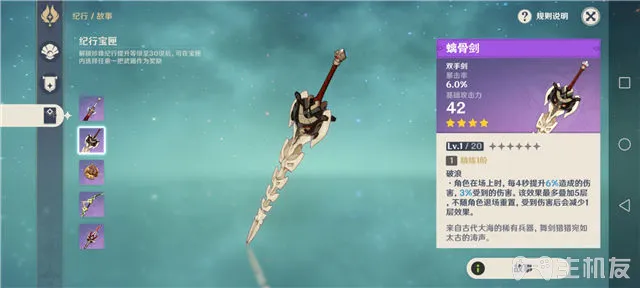 纪行 / 故事
规则说明
纪行宝匣
解锁珍珠纪行提升等级至30级后，可在宝匣
内选择任意一把武器作为奖励
螭骨剑
双手剑
暴击率
6.0%
基础攻击力
42
Lv.1 / 20
1 精炼1阶
破浪
·角色在场上时，每4秒提升6%造成的伤
害，3%受到的伤害。该效果最多叠加5层，
不随角色退场重置，受到伤害后会减少1
层效果。
来自古代大海的稀有兵器，舞剑猎猎宛如
太古的涛声。
故事
主机友